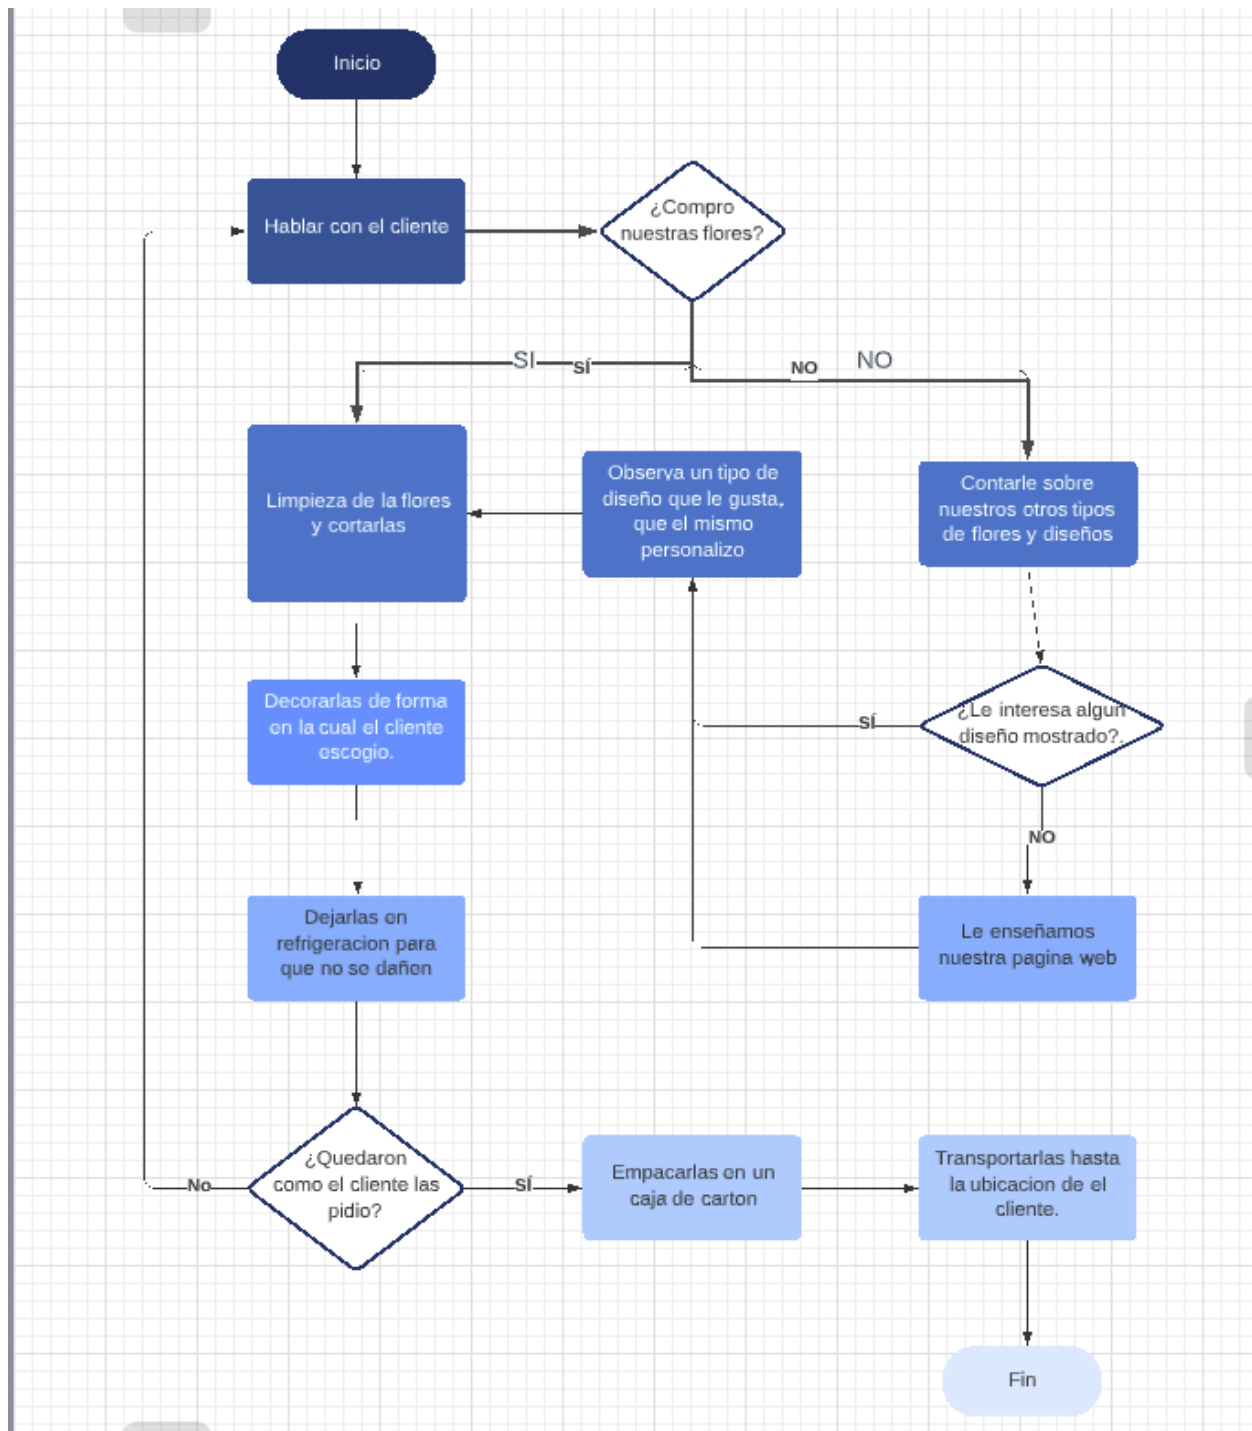 Inicio
Hablar con el cliente
¿Compro
nuestras flores?
SI
SÍ
NO
NO
Limpieza de la flores
y cortarlas
Observa un tipo de
diseño que le gusta,
que el mismo
personalizo
Contarle sobre
nuestros otros tipos
de flores y diseños
Decorarlas de forma
en la cual el cliente
escogio.
SÍ
¿Le interesa algun
diseño mostrado?.
NO
Dejarlas en
refrigeracion para
que no se dañen
Le enseñamos
nuestra pagina web
No
¿Quedaron
como el cliente las
pidio?
SÍ
Empacarlas en un
caja de carton
Transportarlas hasta
la ubicacion de el
cliente.
Fin